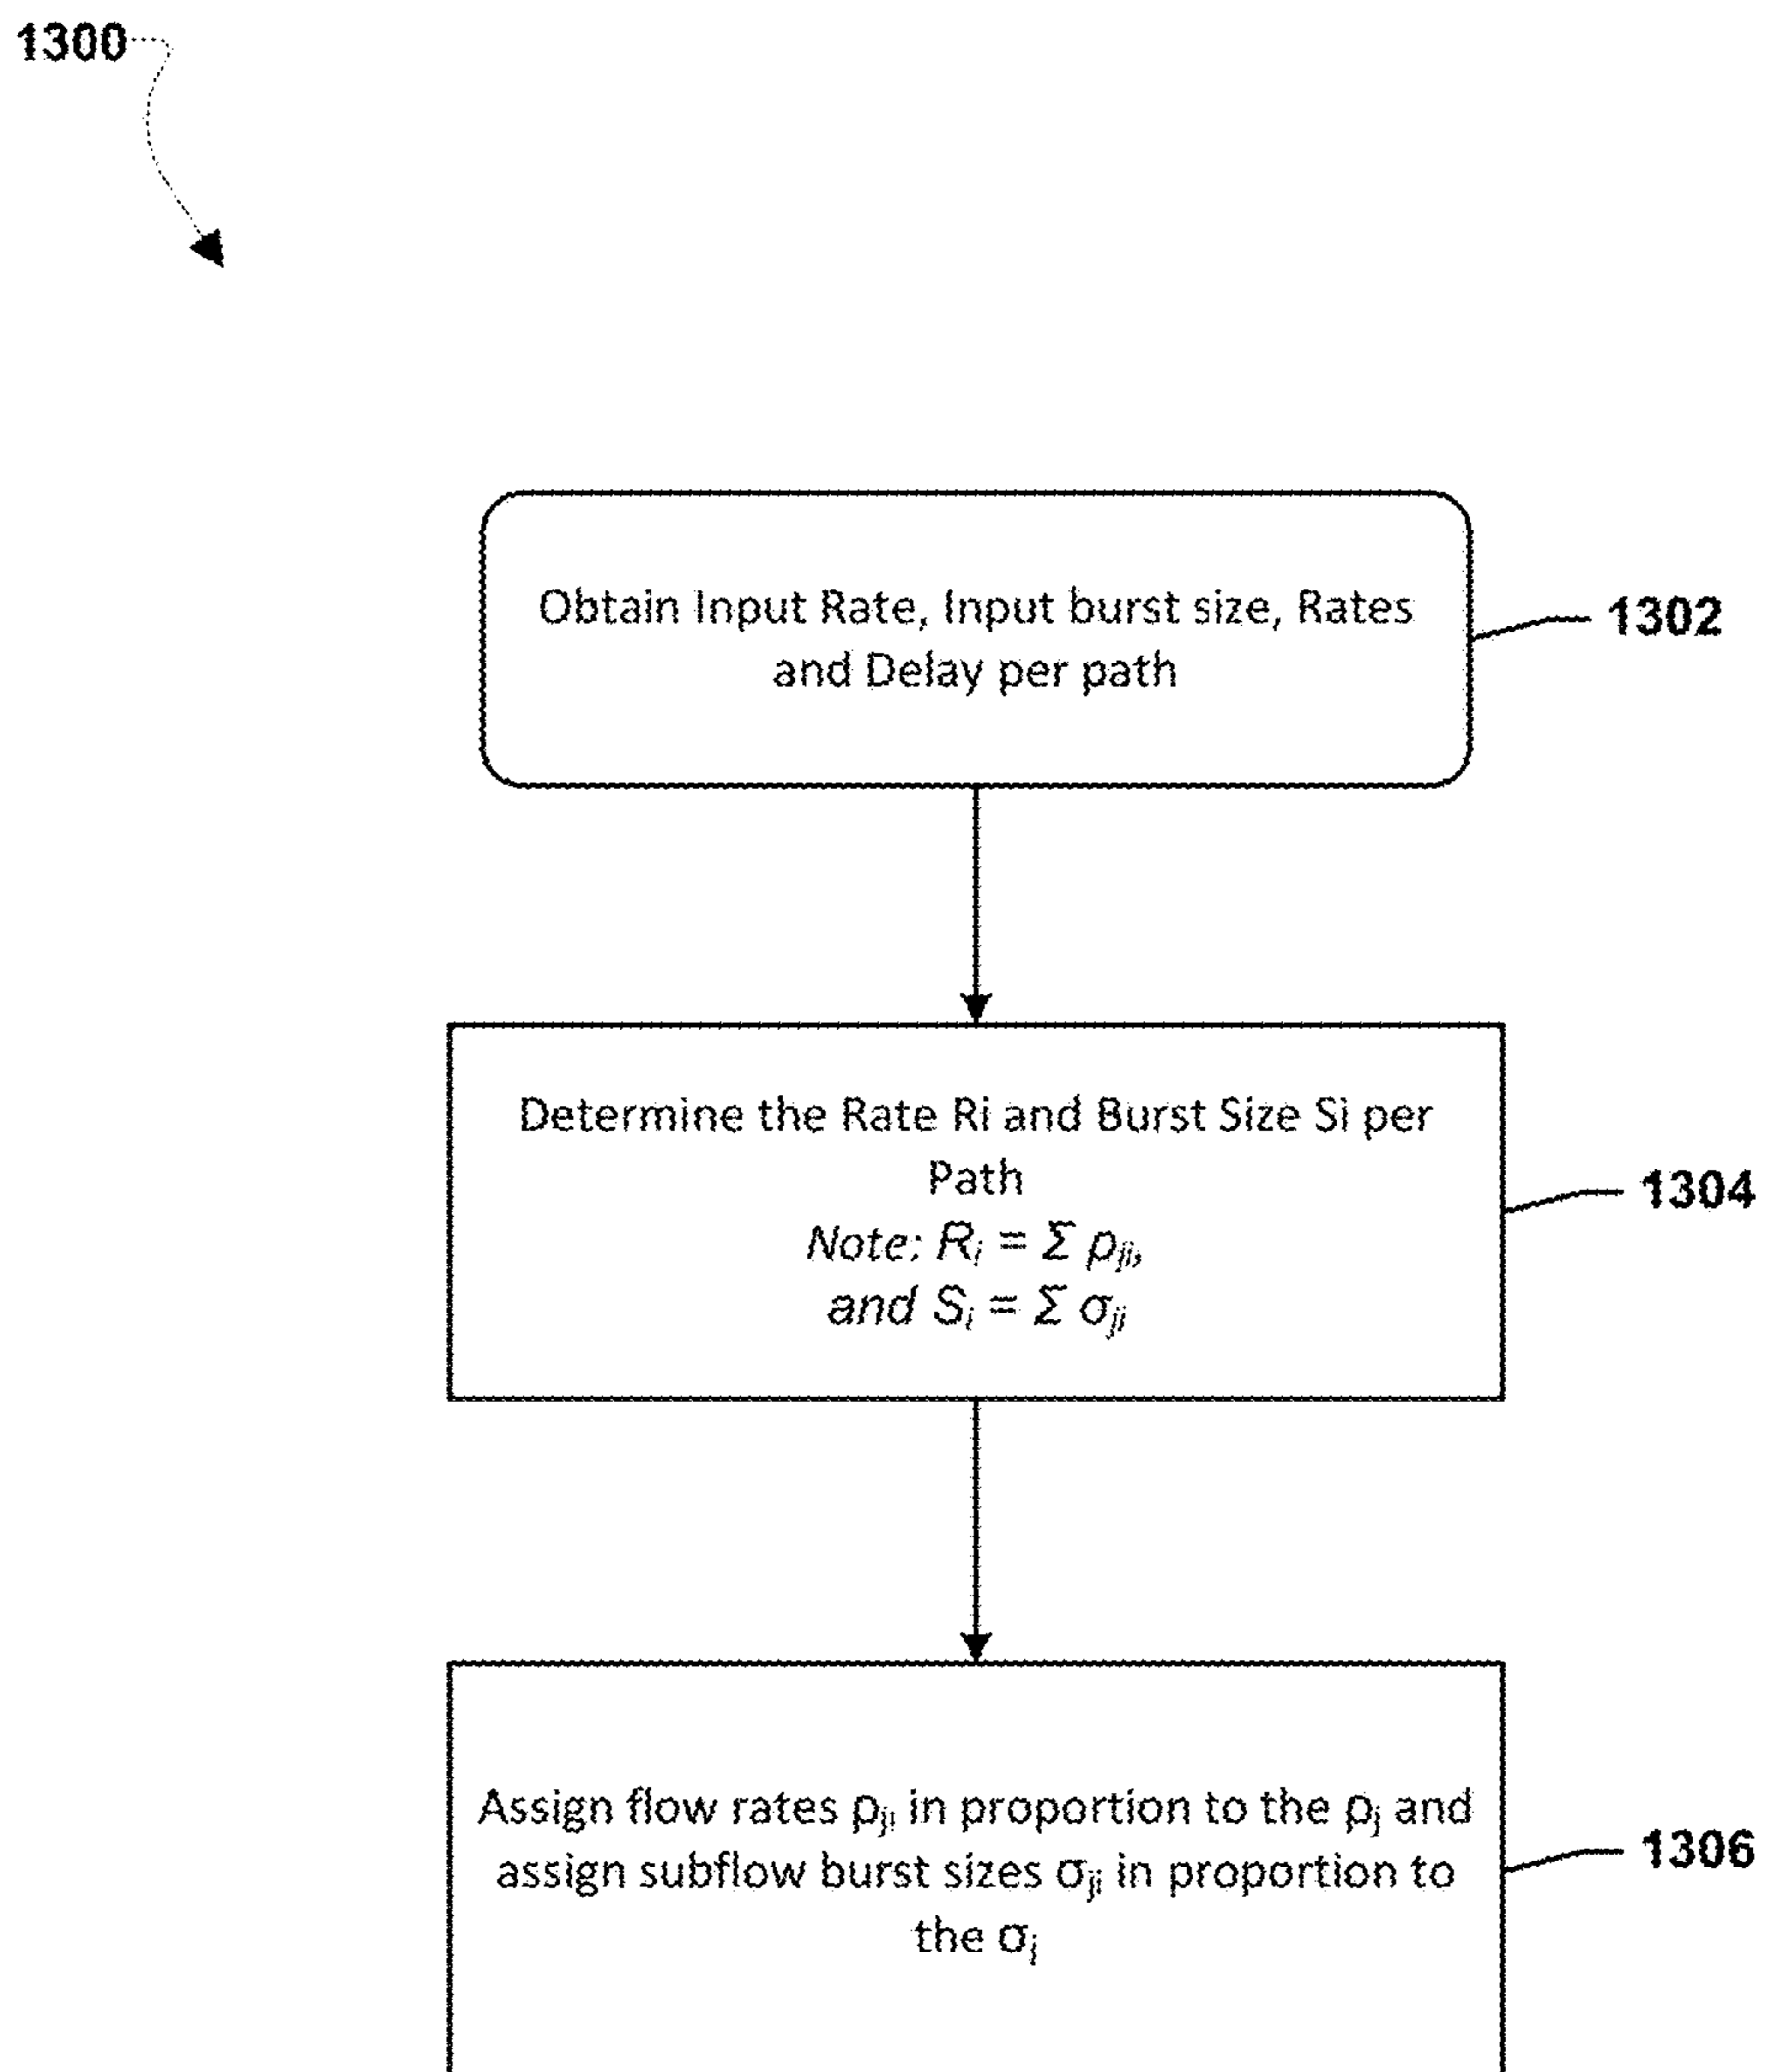 1300
Obtain Input Rate, Input burst size, Rates
and Delay per path
1302
Determine the Rate Ri and Burst Size Si per
Path
Note: Rᵢ = Σ ρⱼᵢ,
and Sᵢ = Σ σⱼᵢ
1304
Assign flow rates ρⱼᵢ, in proportion to the ρⱼ and
assign subflow burst sizes σⱼᵢ in proportion to
the σⱼ
1306